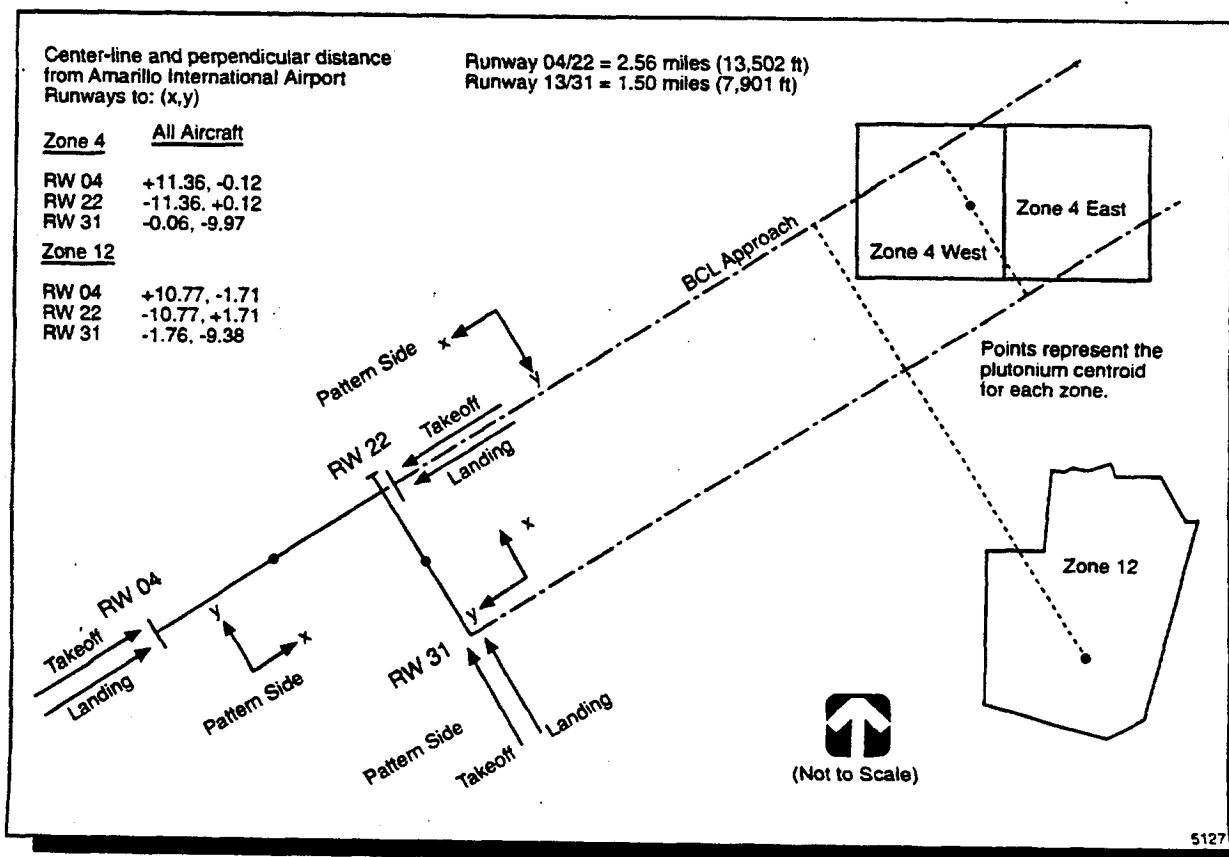 Center-line and perpendicular distance
from Amarillo International Airport
Runways to: (x,y)
Runway 04/22 = 2.56 miles (13,502 ft)
Runway 13/31 = 1.50 miles (7,901 ft)
Zone 4 All Aircraft
RW 04 +11.36, -0.12
RW 22 -11.36. +0.12
RW 31 -0.06, -9.97
Zone 12
RW 04 +10.77, -1.71
RW 22 -10.77, +1.71
RW 31 -1.76, -9.38
Zone 4 East
Zone 4 West
BCL Approach
Points represent the
plutonium centroid
for each zone.
x
y
Pattern Side
Takeoff
Landing
RW 22
RW 04
Takeoff
Landing
y
x
Pattern Side
x
y
RW 31
Pattern Side
Takeoff
Landing
Zone 12
(Not to Scale)
5127